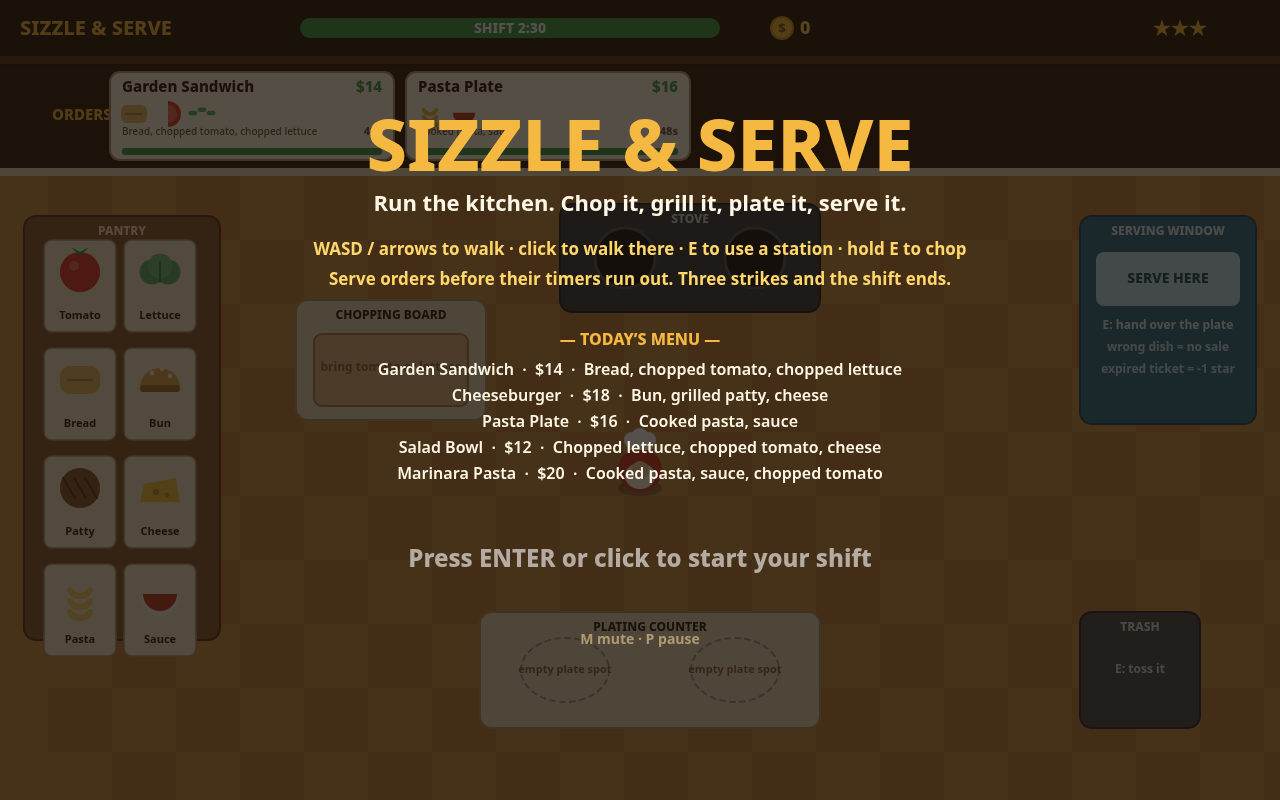 SIZZLE & SERVE
SHIFT 2:30
$ 0
★★★
ORDERS
Garden Sandwich $14
Bread, chopped tomato, chopped lettuce
Pasta Plate $16
48s
SIZZLE & SERVE
Run the kitchen. Chop it, grill it, plate it, serve it.
STOVE
WASD / arrows to walk · click to walk there · E to use a station · hold E to chop
Serve orders before their timers run out. Three strikes and the shift ends.
PANTRY
Tomato
Lettuce
Bread
Bun
Patty
Cheese
Pasta
Sauce
CHOPPING BOARD
bring
— TODAY'S MENU —
Garden Sandwich · $14 · Bread, chopped tomato, chopped lettuce
Cheeseburger · $18 · Bun, grilled patty, cheese
Pasta Plate · $16 · Cooked pasta, sauce
Salad Bowl · $12 · Chopped lettuce, chopped tomato, cheese
Marinara Pasta · $20 · Cooked pasta, sauce, chopped tomato
Press ENTER or click to start your shift
SERVING WINDOW
SERVE HERE
E: hand over the plate
wrong dish = no sale
expired ticket = -1 star
PLATING COUNTER
M mute · P pause
empty plate spot
empty plate spot
TRASH
E: toss it